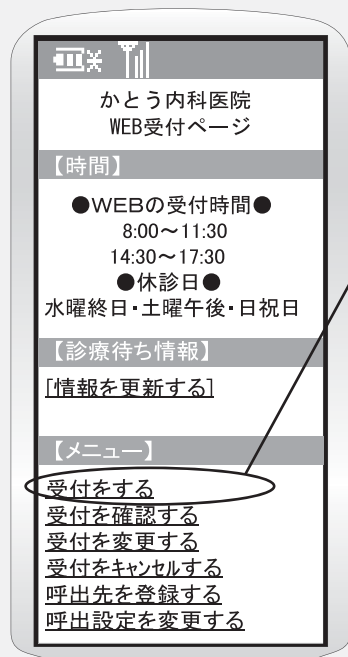 かとう内科医院
WEB受付ページ
【時間】
●WEBの受付時間●
8:00～11:30
14:30～17:30
●休診日●
水曜終日・土曜午後・日祝日
【診療待ち情報】
[情報を更新する]
【メニュー】
受付をする
受付を確認する
受付を変更する
受付をｷｬﾝｾﾙする
呼出先を登録する
呼出設定を変更する